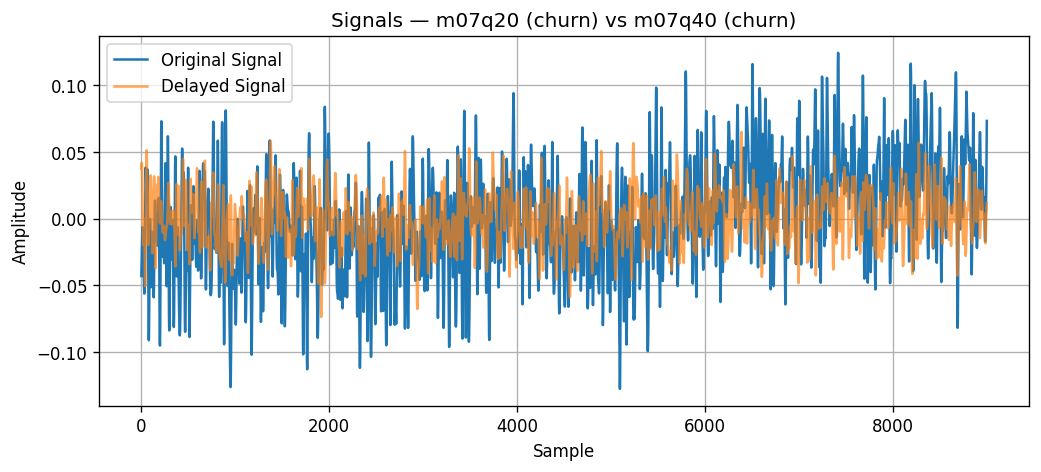 Signals — m07q20 (churn) vs m07q40 (churn)
Original Signal
Delayed Signal
Amplitude
0.10
0.05
0.00
−0.05
−0.10
0 2000 4000 6000 8000
Sample